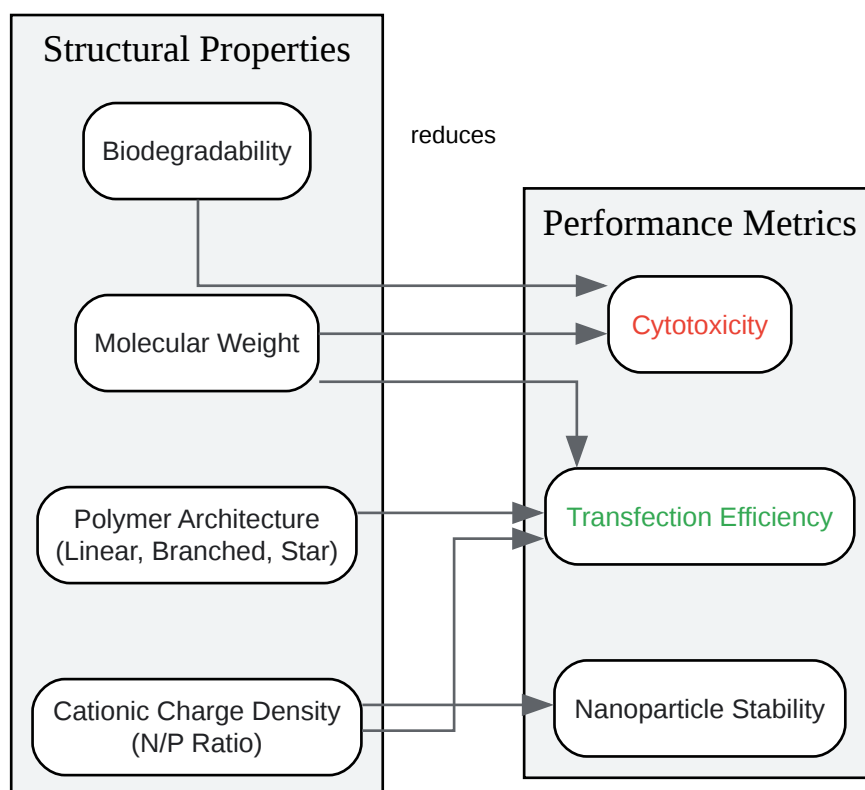 Structural Properties
Biodegradability
reduces
Molecular Weight
Polymer Architecture
(Linear, Branched, Star)
Cationic Charge Density
(N/P Ratio)
Performance Metrics
Cytotoxicity
Transfection Efficiency
Nanoparticle Stability